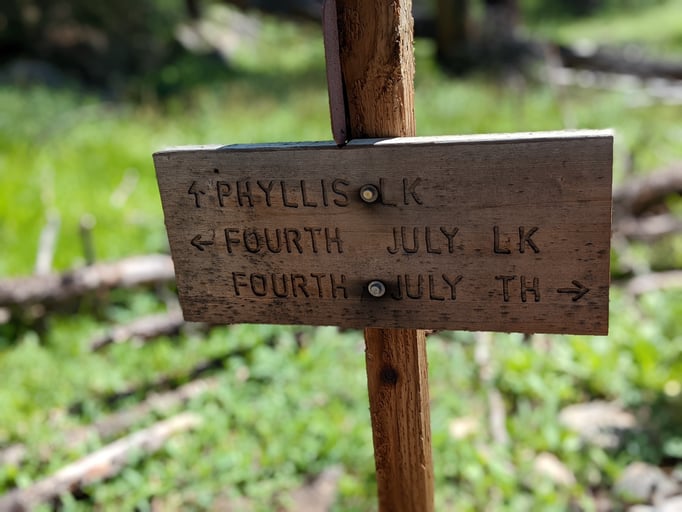 ↑ PHYLLIS LK
← FOURTH JULY LK
FOURTH JULY TH →